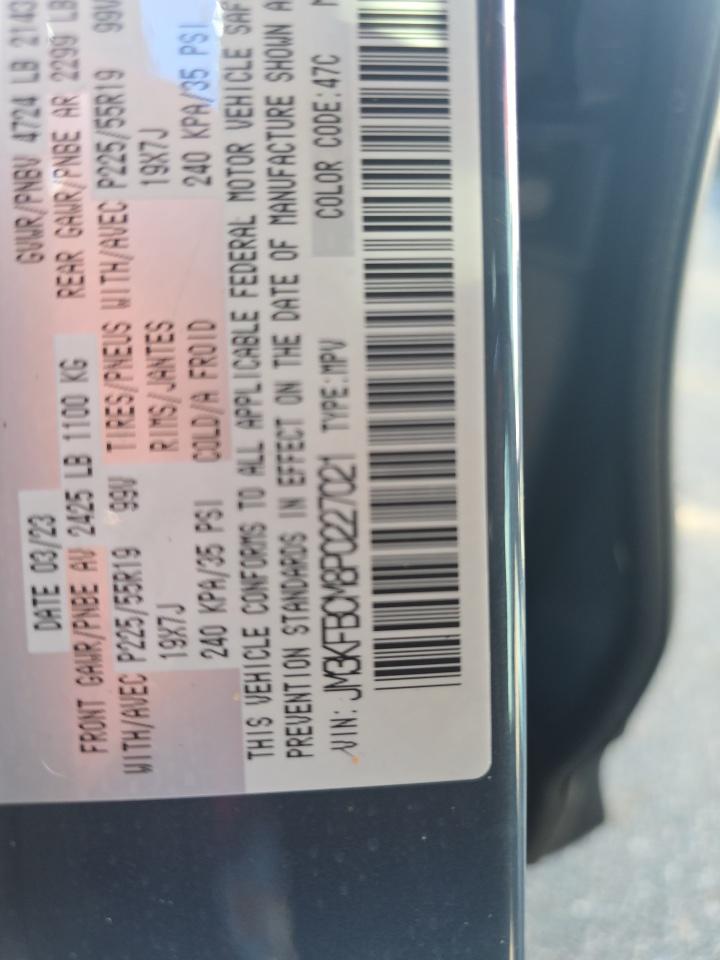 DATE 03/23 GVWR/PNBV 4724 LB 2143
FRONT GAWR/PNBE AV 2425 LB 1100 KG REAR GAWR/PNBE AR 2299 LB
WITH/AVEC P225/55R19 99V TIRES/PNEUS WITH/AVEC P225/55R19 99V
19X7J RIMS/JANTES 19X7J
240 KPA/35 PSI COLD/A FROID 240 KPA/35 PSI
THIS VEHICLE CONFORMS TO ALL APPLICABLE FEDERAL MOTOR VEHICLE SAF
PREVENTION STANDARDS IN EFFECT ON THE DATE OF MANUFACTURE SHOWN A
VIN: JM3KFBCM8P0227021 TYPE:MPV COLOR CODE:47C